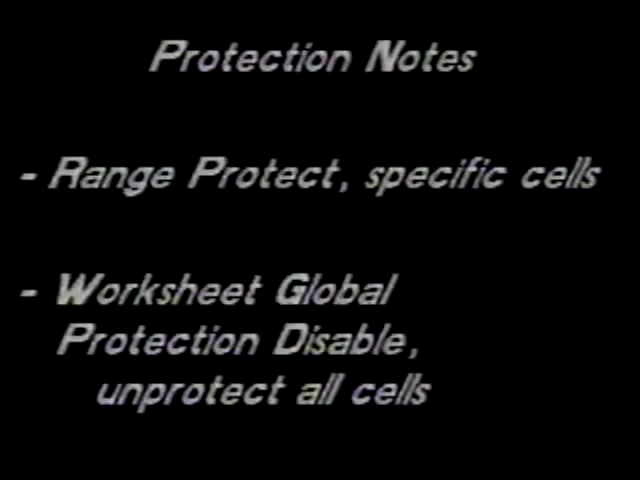 Protection Notes
- Range Protect, specific cells
- Worksheet Global
Protection Disable,
unprotect all cells